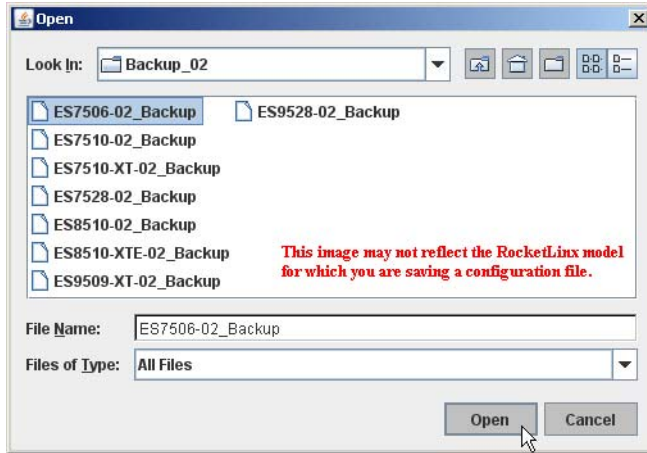 Open
Look In: Backup_02
ES7506-02_Backup
ES7510-02_Backup
ES7510-XT-02_Backup
ES7528-02_Backup
ES8510-02_Backup
ES8510-XTE-02_Backup
ES9509-XT-02_Backup
ES9528-02_Backup
This image may not reflect the RocketLinx model
for which you are saving a configuration file.
File Name: ES7506-02_Backup
Files of Type: All Files
Open Cancel